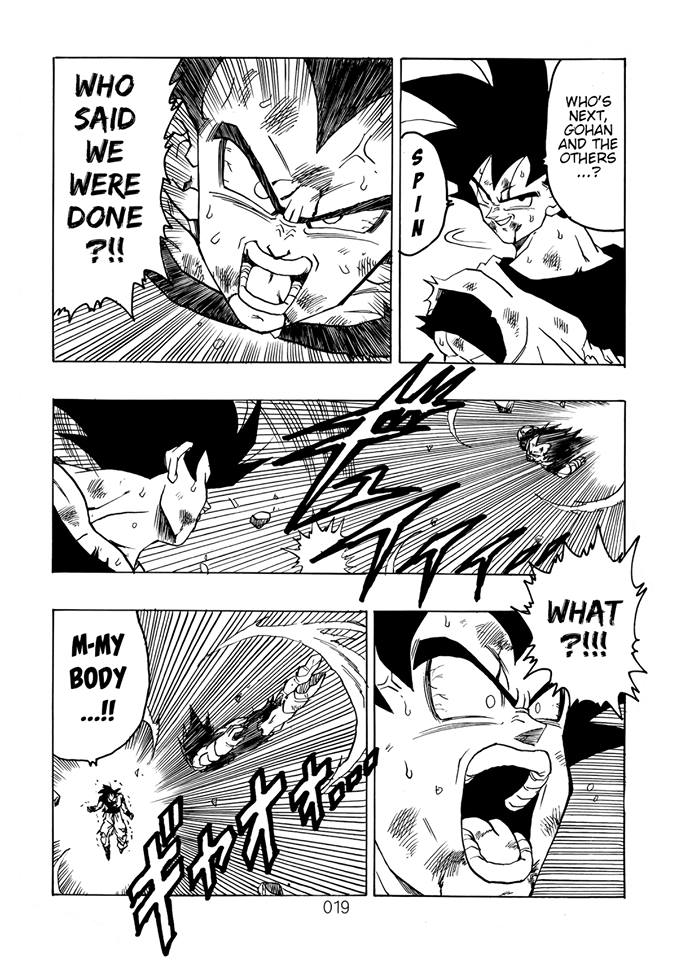 WHO'S
NEXT,
GOHAN
AND THE
OTHERS
...?
SPIN
WHO
SAID
WE
WERE
DONE
?!!
WHAT
?!!!
M-MY
BODY
...!!
ギャオオ
019